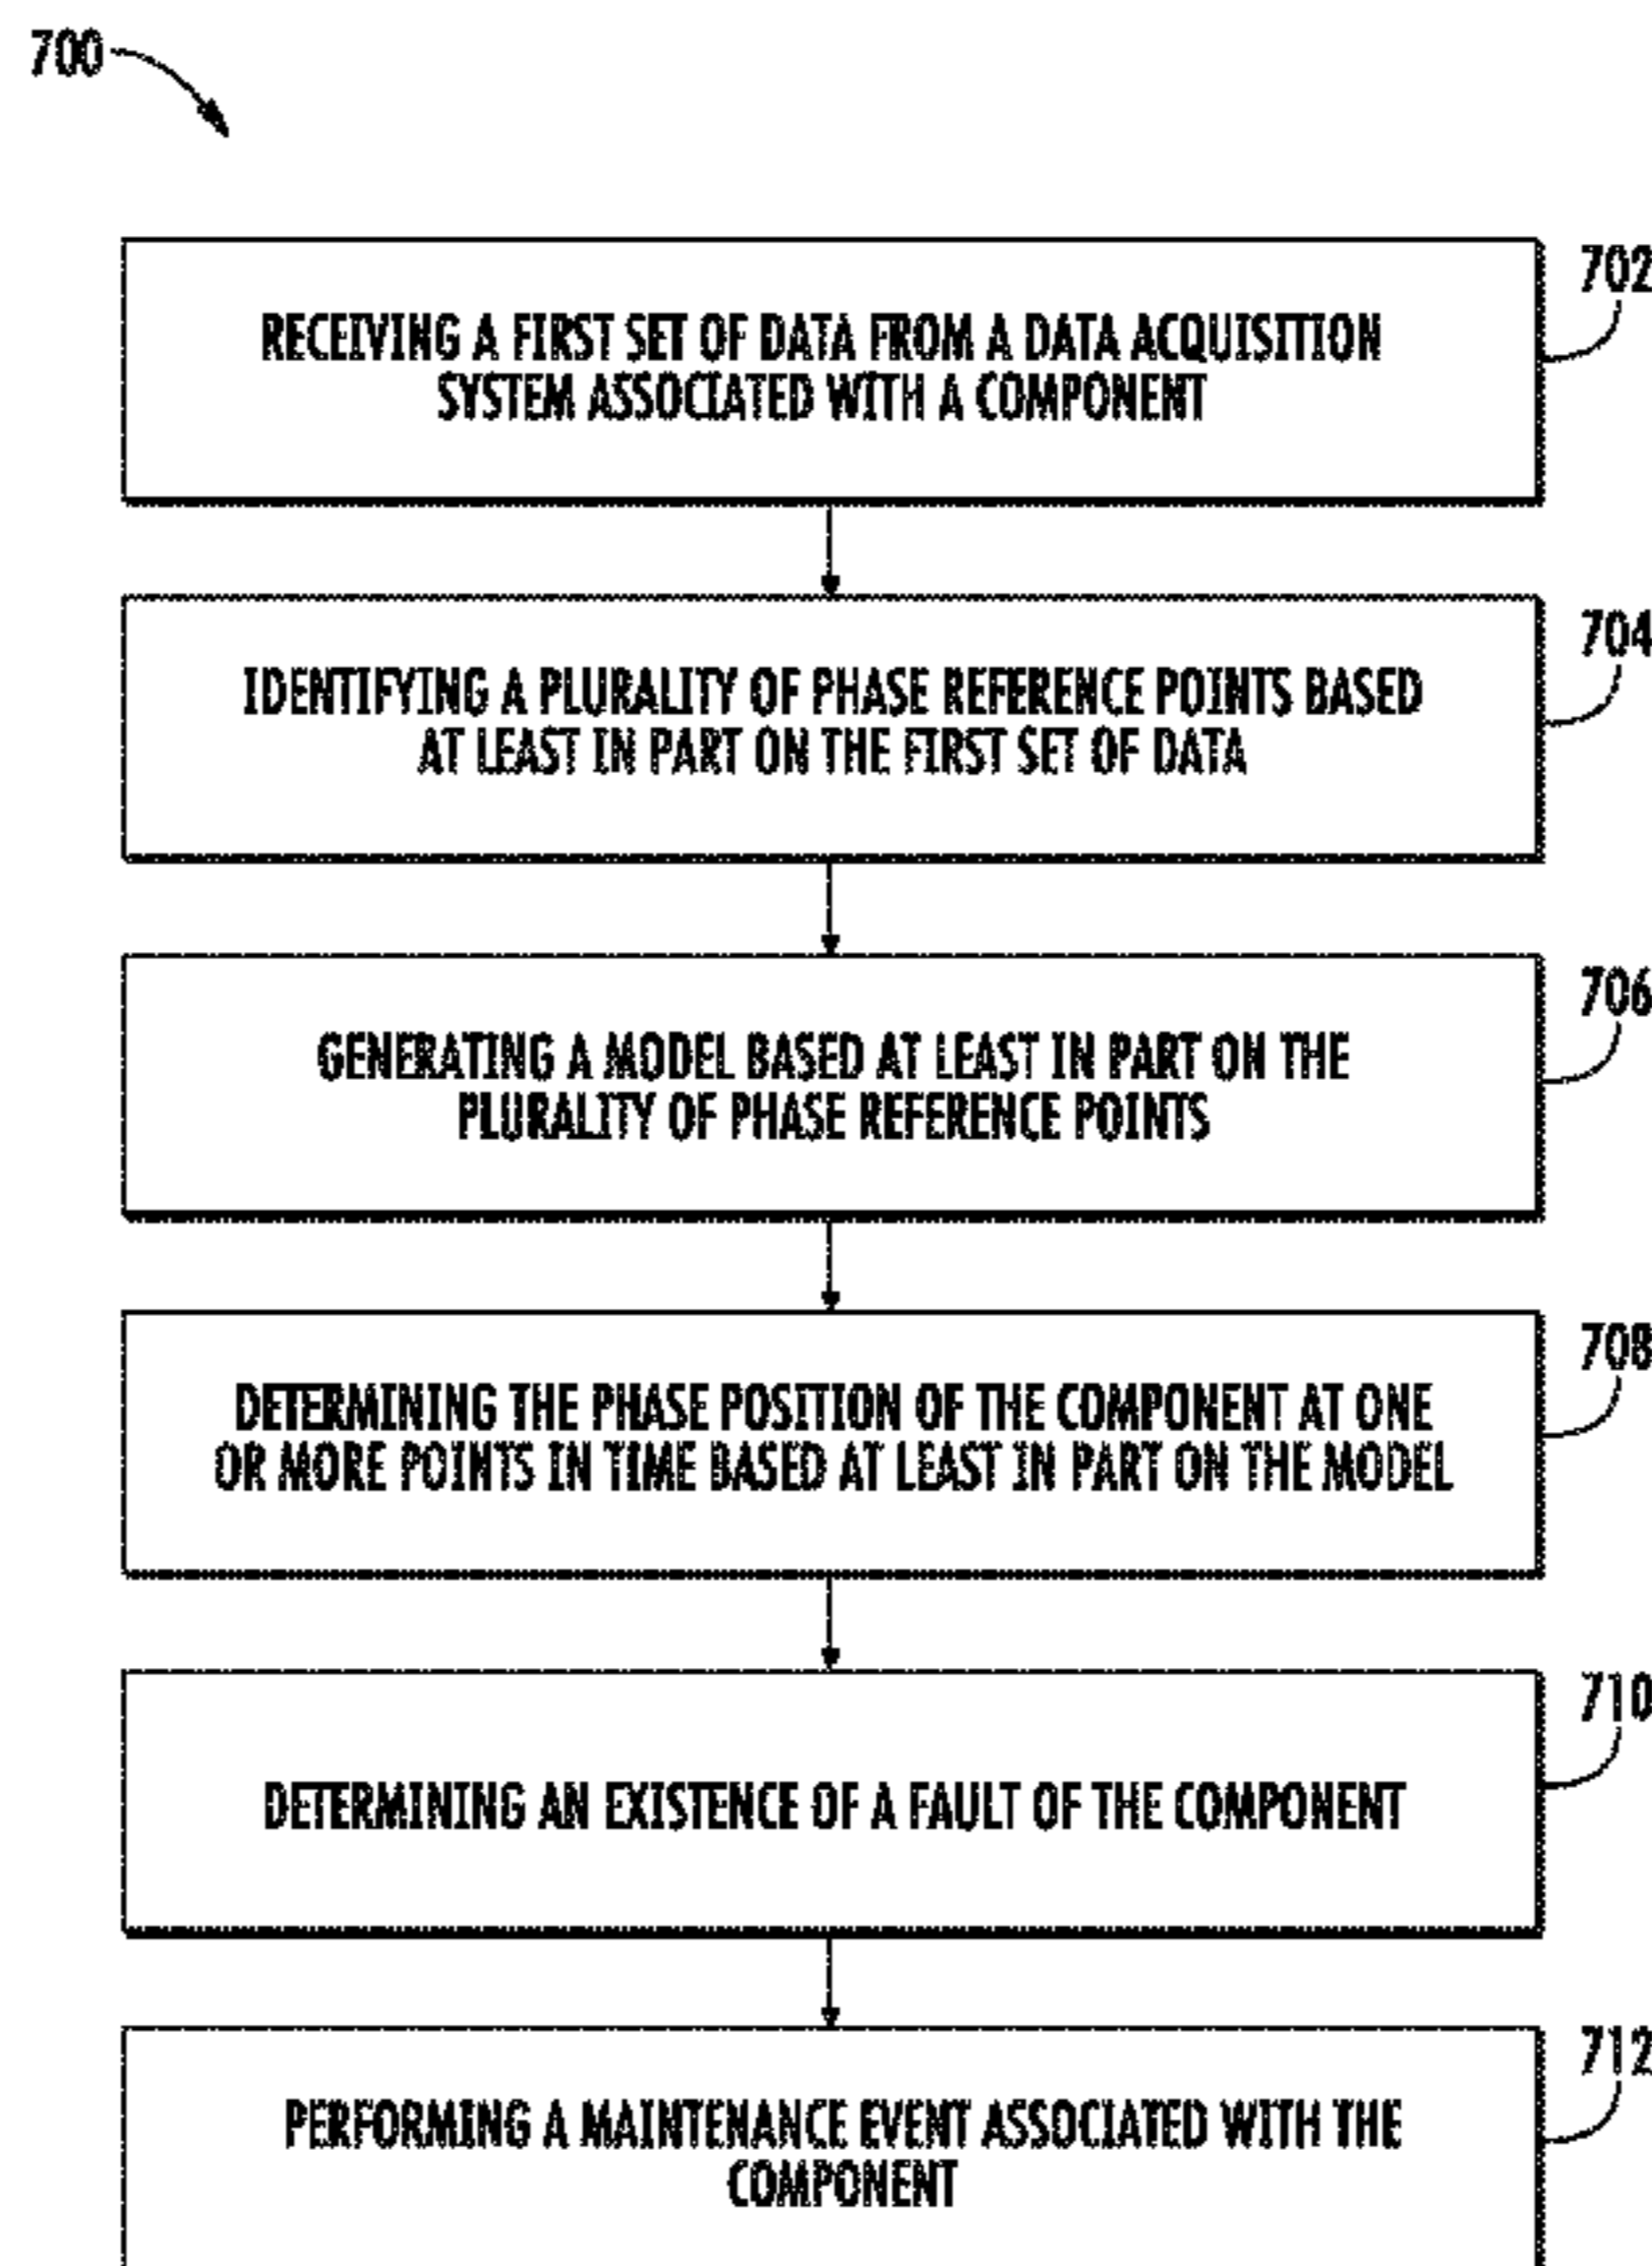 700
702
RECEIVING A FIRST SET OF DATA FROM A DATA ACQUISITION
SYSTEM ASSOCIATED WITH A COMPONENT
704
IDENTIFYING A PLURALITY OF PHASE REFERENCE POINTS BASED
AT LEAST IN PART ON THE FIRST SET OF DATA
706
GENERATING A MODEL BASED AT LEAST IN PART ON THE
PLURALITY OF PHASE REFERENCE POINTS
708
DETERMINING THE PHASE POSITION OF THE COMPONENT AT ONE
OR MORE POINTS IN TIME BASED AT LEAST IN PART ON THE MODEL
710
DETERMINING AN EXISTENCE OF A FAULT OF THE COMPONENT
712
PERFORMING A MAINTENANCE EVENT ASSOCIATED WITH THE
COMPONENT